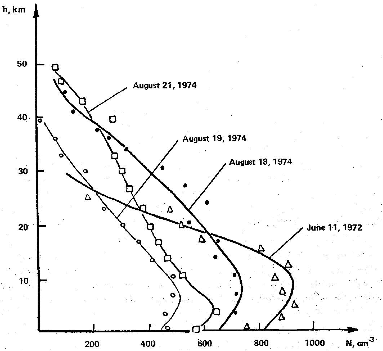 h, km
50
August 21, 1974
40
August 19, 1974
30
August 18, 1974
20
June 11, 1972
10
200
400
600
800
1000
N, cm⁻³